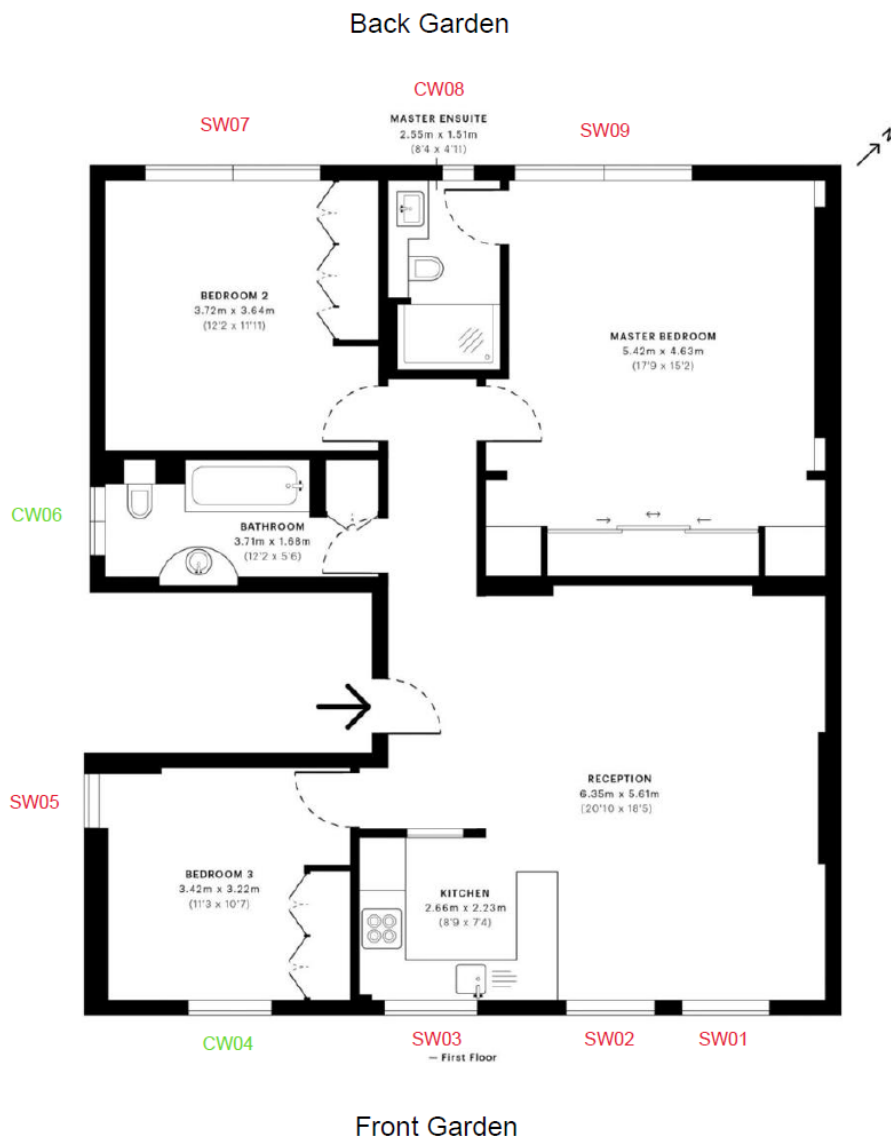 Back Garden
CW08
SW07
MASTER ENSUITE
SW09
2.55m x 1.51m
(8'4 x 4'11)
N
BEDROOM 2
3.72m x 3.64m
(12'2 x 11'11)
MASTER BEDROOM
5.42m x 4.63m
(17'9 x 15'2)
CW06
BATHROOM
3.71m x 1.68m
(12'2 x 5'6)
RECEPTION
6.35m x 5.61m
(20'10 x 18'5)
SW05
BEDROOM 3
3.42m x 3.22m
(11'3 x 10'7)
KITCHEN
2.66m x 2.23m
(8'9 x 7'4)
CW04
SW03
SW02
SW01
— First Floor
Front Garden